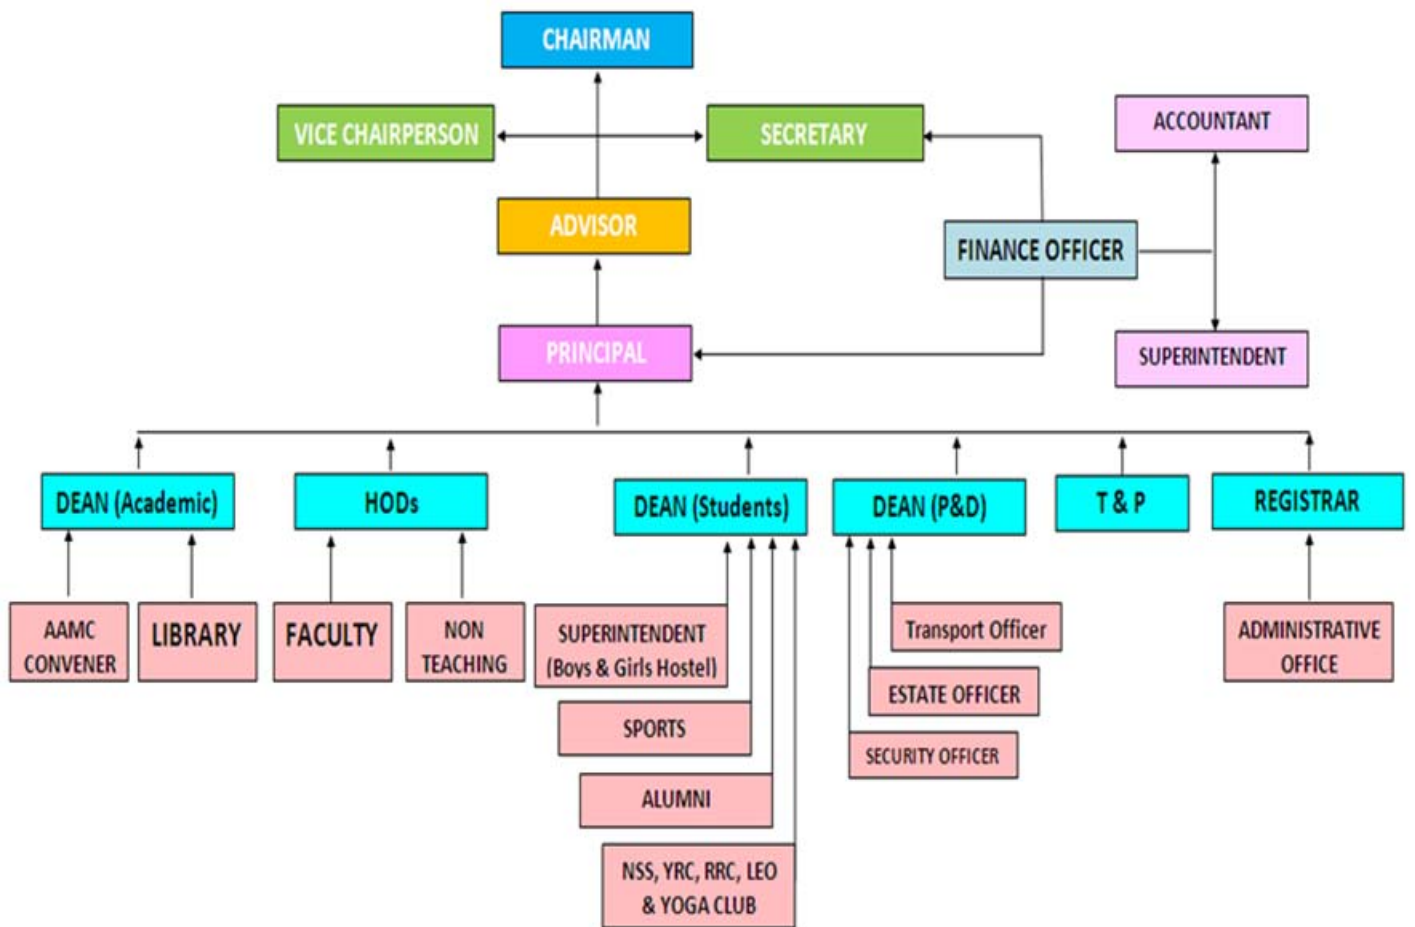 CHAIRMAN
VICE CHAIRPERSON
SECRETARY
ACCOUNTANT
ADVISOR
FINANCE OFFICER
PRINCIPAL
SUPERINTENDENT
DEAN (Academic)
HODs
DEAN (Students)
DEAN (P&D)
T & P
REGISTRAR
AAMC
CONVENER
LIBRARY
FACULTY
NON
TEACHING
SUPERINTENDENT
(Boys & Girls Hostel)
Transport Officer
ADMINISTRATIVE
OFFICE
ESTATE OFFICER
SPORTS
SECURITY OFFICER
ALUMNI
NSS, YRC, RRC, LEO
& YOGA CLUB